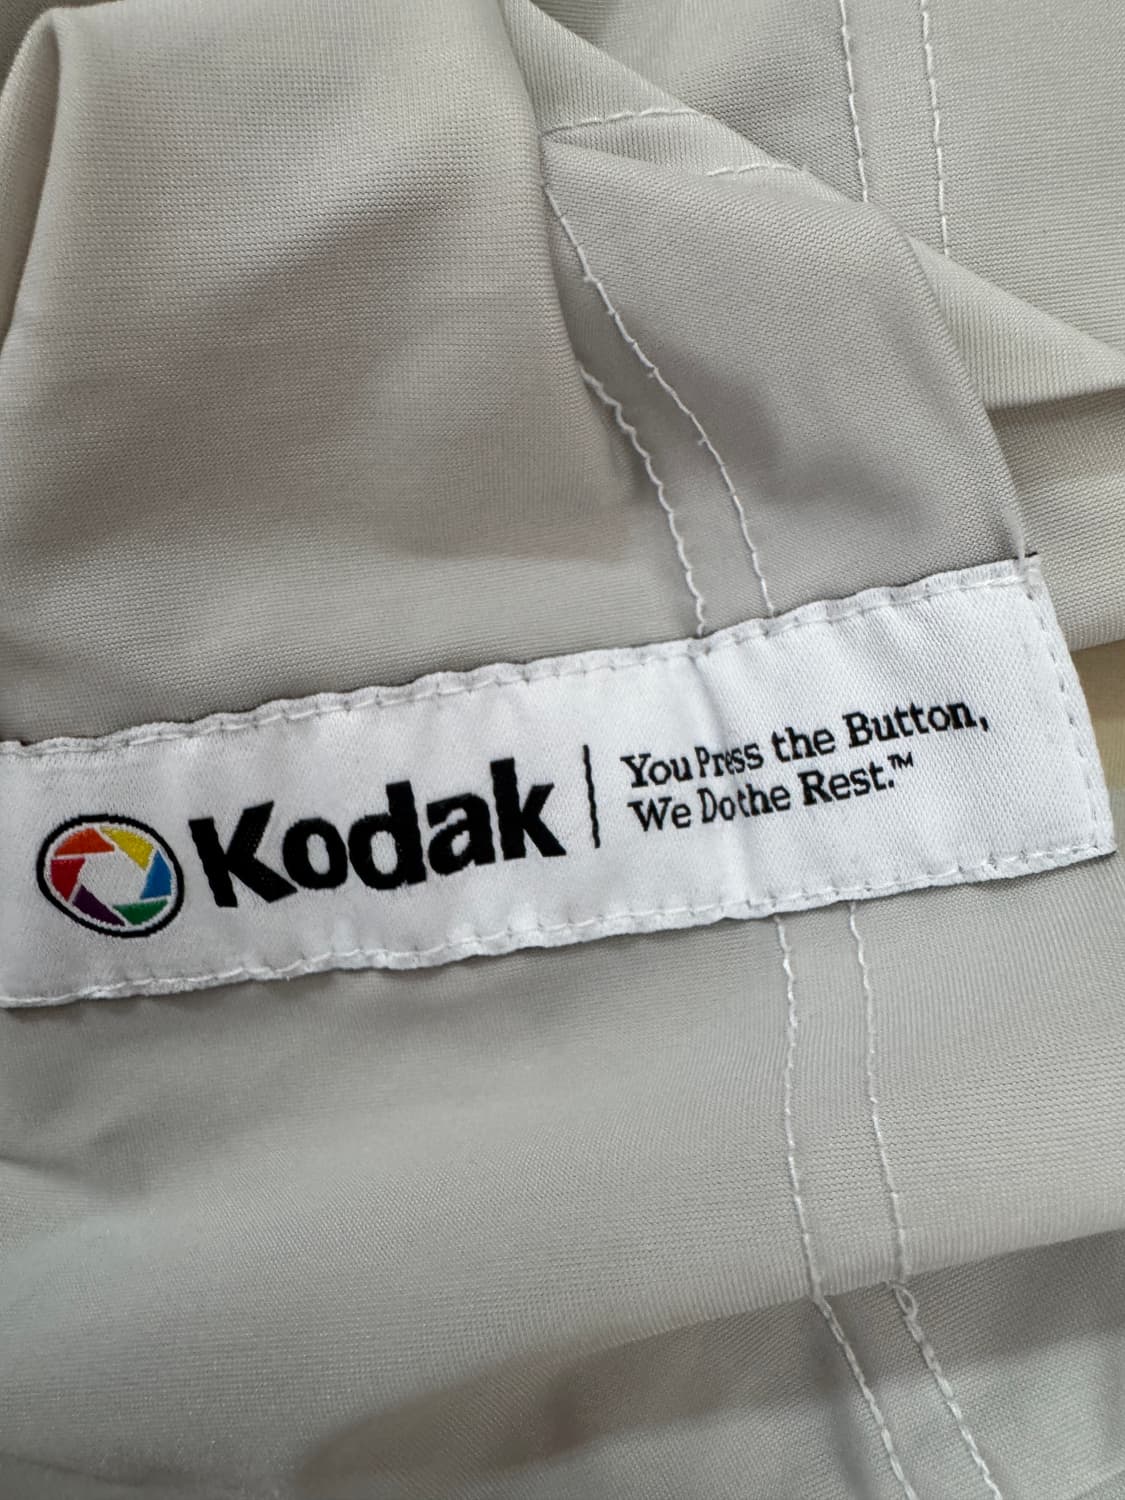 Kodak
You Press the Button,
We Do the Rest.™